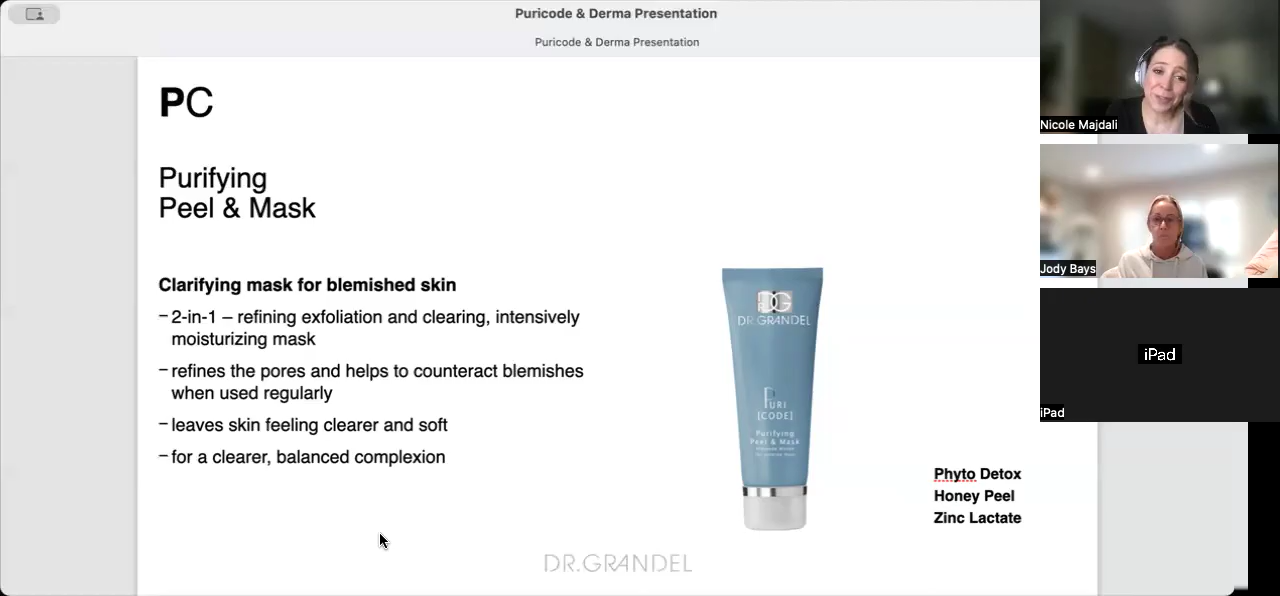 Puricode & Derma Presentation
Puricode & Derma Presentation
PC
Purifying
Peel & Mask
Clarifying mask for blemished skin
– 2-in-1 – refining exfoliation and clearing, intensively
moisturizing mask
– refines the pores and helps to counteract blemishes
when used regularly
– leaves skin feeling clearer and soft
– for a clearer, balanced complexion
DR.GRANDEL
PURI
[CODE]
Purifying
Peel & Mask
Phyto Detox
Honey Peel
Zinc Lactate
DR.GRANDEL
Nicole Majdali
Jody Bays
iPad
iPad